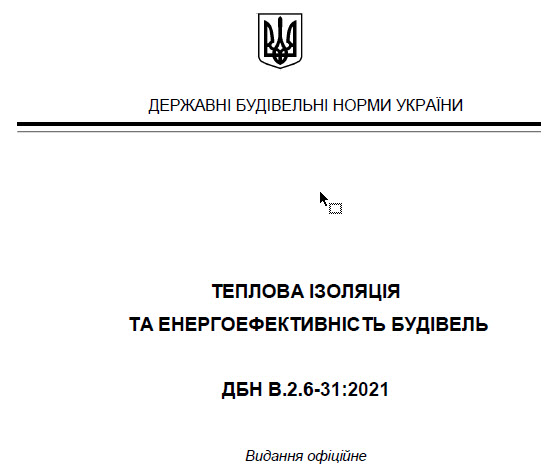 ДЕРЖАВНІ БУДІВЕЛЬНІ НОРМИ УКРАЇНИ
ТЕПЛОВА ІЗОЛЯЦІЯ
ТА ЕНЕРГОЕФЕКТИВНІСТЬ БУДІВЕЛЬ
ДБН В.2.6-31:2021
Видання офіційне